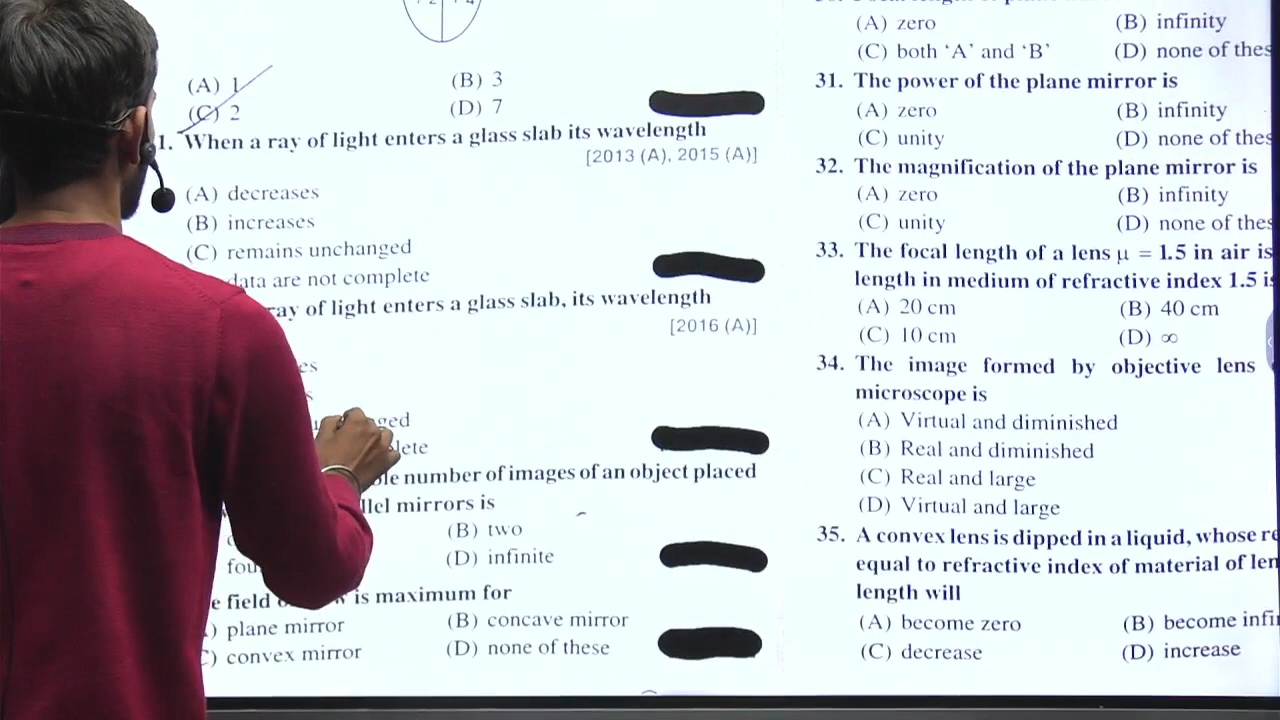 (A) 1 (B) 3
(C) 2 (D) 7
1. When a ray of light enters a glass slab its wavelength
[2013 (A), 2015 (A)]
(A) decreases
(B) increases
(C) remains unchanged
data are not complete
ray of light enters a glass slab, its wavelength
[2016 (A)]
number of images of an object placed
mirrors is
(B) two
(D) infinite
field is maximum for
plane mirror (B) concave mirror
convex mirror (D) none of these
(A) zero (B) infinity
(C) both ‘A’ and ‘B’ (D) none of thes
31. The power of the plane mirror is
(A) zero (B) infinity
(C) unity (D) none of thes
32. The magnification of the plane mirror is
(A) zero (B) infinity
(C) unity (D) none of thes
33. The focal length of a lens μ = 1.5 in air is
length in medium of refractive index 1.5 is
(A) 20 cm (B) 40 cm
(C) 10 cm (D) ∞
34. The image formed by objective lens
microscope is
(A) Virtual and diminished
(B) Real and diminished
(C) Real and large
(D) Virtual and large
35. A convex lens is dipped in a liquid, whose re
equal to refractive index of material of len
length will
(A) become zero (B) become infi
(C) decrease (D) increase